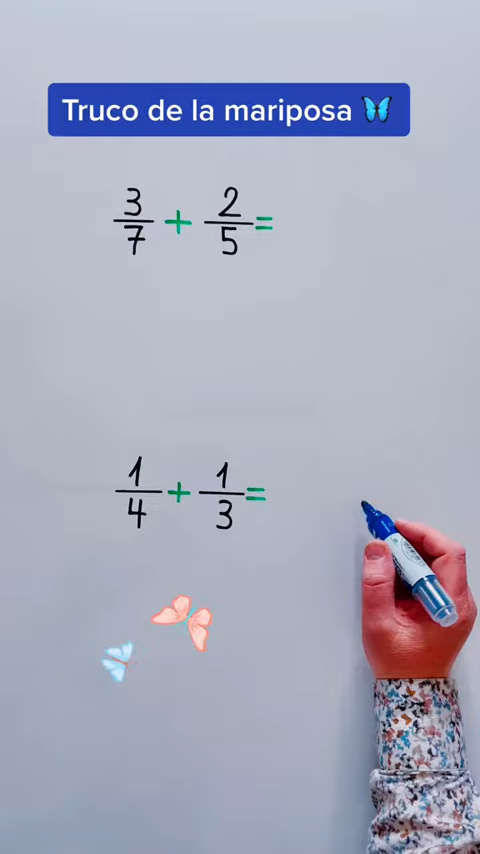 Truco de la mariposa 🦋
3/7 + 2/5 =
1/4 + 1/3 =